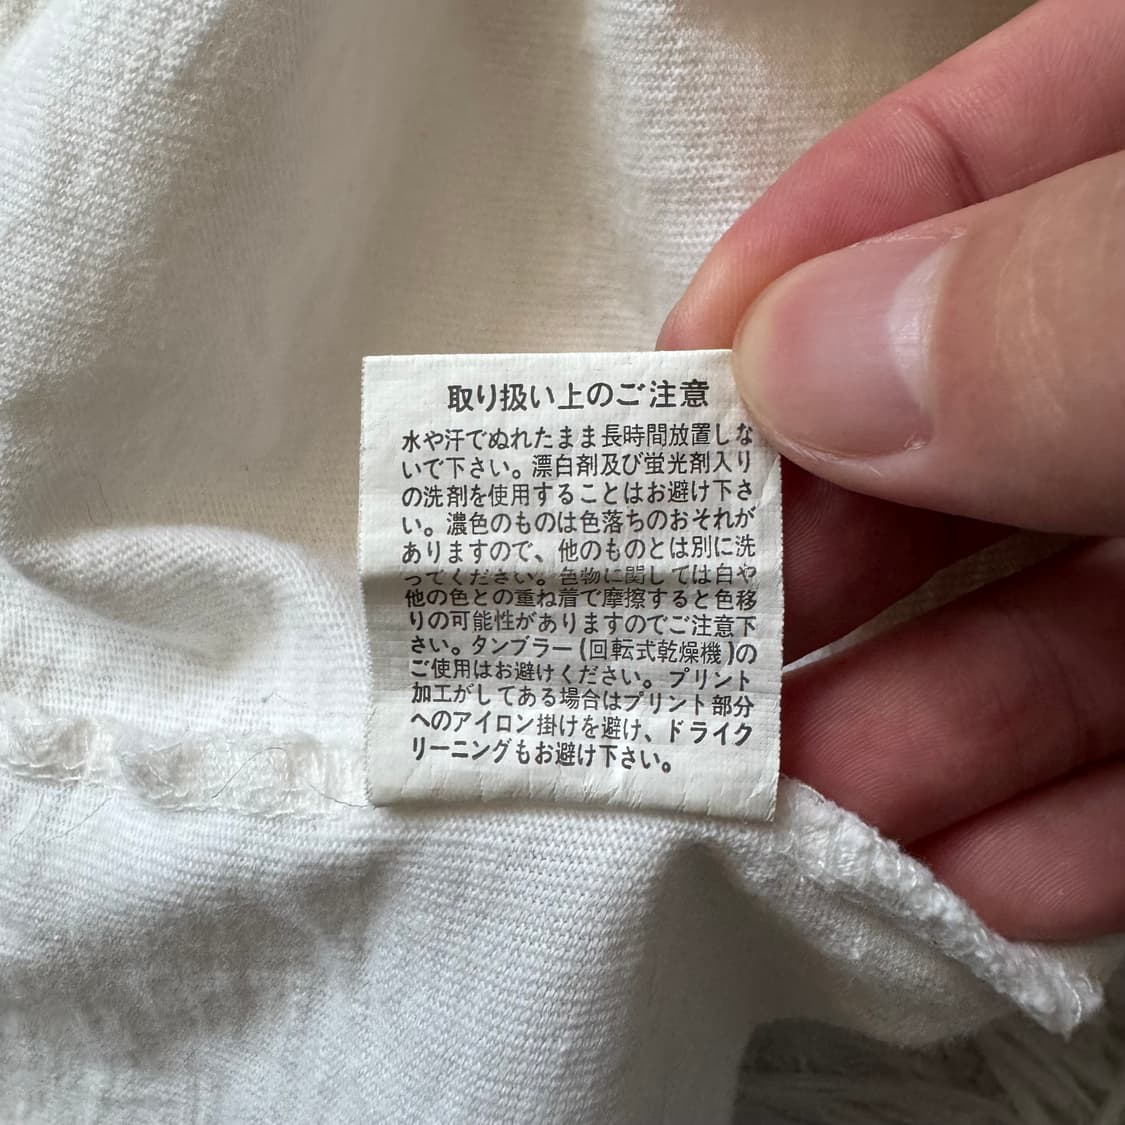 取り扱い上のご注意
水や汗でぬれたまま長時間放置しな
いで下さい。漂白剤及び蛍光剤入り
の洗剤を使用することはお避け下さ
い。濃色のものは色落ちのおそれが
ありますので、他のものとは別に洗
ってください。色物に関しては白や
他の色との重ね着で摩擦すると色移
りの可能性がありますのでご注意下
さい。タンブラー(回転式乾燥機)の
ご使用はお避けください。プリント
加工がしてある場合はプリント部分
へのアイロン掛けを避け、ドライク
リーニングもお避け下さい。